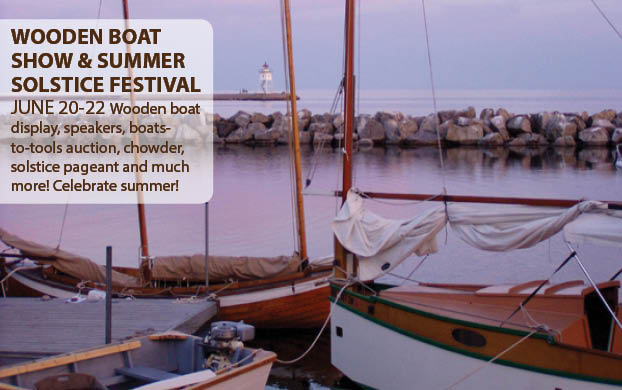 WOODEN BOAT
SHOW & SUMMER
SOLSTICE FESTIVAL
JUNE 20-22 Wooden boat
display, speakers, boats-
to-tools auction, chowder,
solstice pageant and much
more! Celebrate summer!